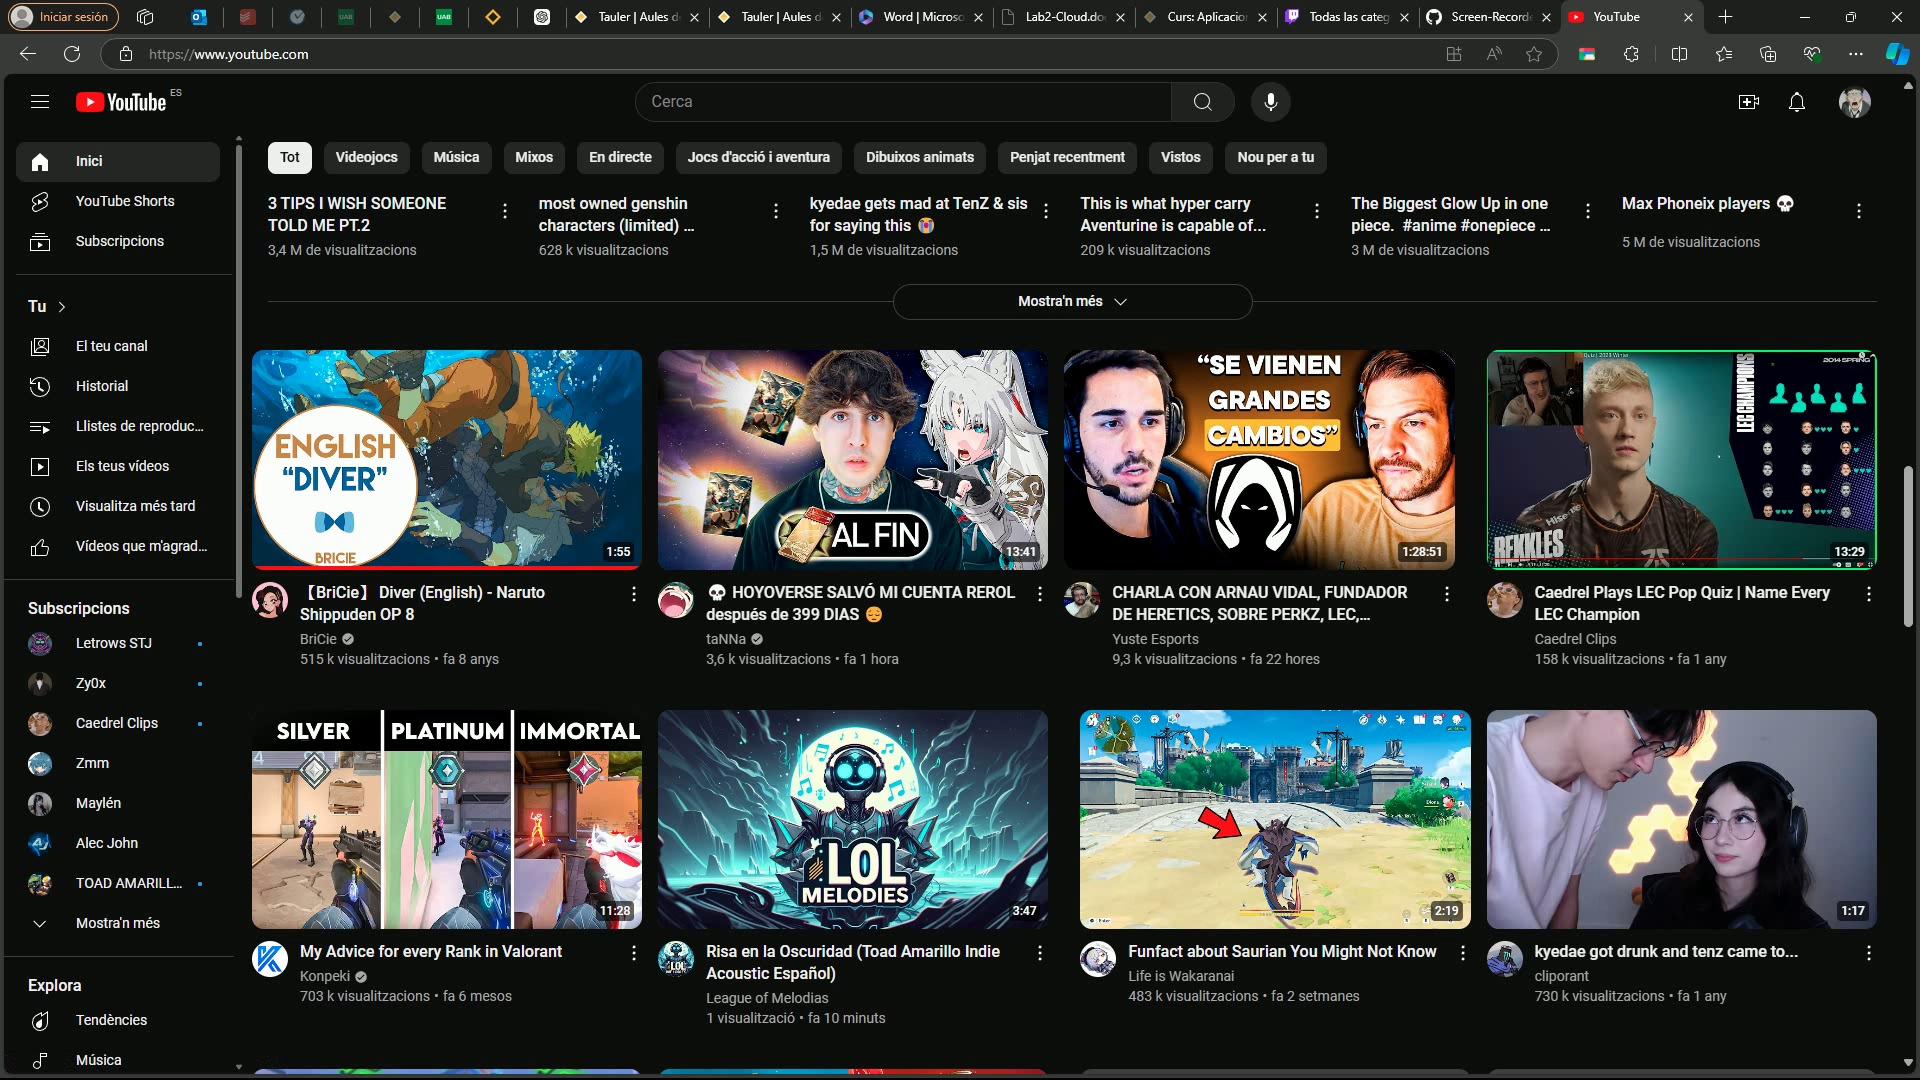 Iniciar sesión
Tauler | Aules d
Tauler | Aules d
Word | Micros
Lab2-Cloud.do
Curs: Aplicacio
Todas las categ
Screen-Record
YouTube
https://www.youtube.com
YouTube ES
Cerca
Inici
YouTube Shorts
Subscripcions
Tu
El teu canal
Historial
Llistes de reproduc...
Els teus vídeos
Visualitza més tard
Vídeos que m'agrad...
Subscripcions
Letrows STJ
Zy0x
Caedrel Clips
Zmm
Maylén
Alec John
TOAD AMARILL...
Mostra'n més
Explora
Tendències
Música
Tot
Videojocs
Música
Mixos
En directe
Jocs d'acció i aventura
Dibuixos animats
Penjat recentment
Vistos
Nou per a tu
3 TIPS I WISH SOMEONE
TOLD ME PT.2
3,4 M de visualitzacions
most owned genshin
characters (limited) ...
628 k visualitzacions
kyedae gets mad at TenZ & sis
for saying this 😭
1,5 M de visualitzacions
This is what hyper carry
Aventurine is capable of...
209 k visualitzacions
The Biggest Glow Up in one
piece. #anime #onepiece ...
3 M de visualitzacions
Max Phoneix players 💀
5 M de visualitzacions
Mostra'n més
ENGLISH
"DIVER"
BRICIE
1:55
【BriCie】 Diver (English) - Naruto
Shippuden OP 8
BriCie
515 k visualitzacions • fa 8 anys
AL FIN
13:41
💀 HOYOVERSE SALVÓ MI CUENTA REROL
después de 399 DIAS 😔
taNNa
3,6 k visualitzacions • fa 1 hora
"SE VIENEN
GRANDES
CAMBIOS"
1:28:51
CHARLA CON ARNAU VIDAL, FUNDADOR
DE HERETICS, SOBRE PERKZ, LEC,...
Yuste Esports
9,3 k visualitzacions • fa 22 hores
2014 SPRING
LEC CHAMPIONS
REKKLES
13:29
Caedrel Plays LEC Pop Quiz | Name Every
LEC Champion
Caedrel Clips
158 k visualitzacions • fa 1 any
SILVER
PLATINUM
IMMORTAL
11:28
My Advice for every Rank in Valorant
Konpeki
703 k visualitzacions • fa 6 mesos
LOL
MELODIES
3:47
Risa en la Oscuridad (Toad Amarillo Indie
Acoustic Español)
League of Melodias
1 visualització • fa 10 minuts
2:19
Funfact about Saurian You Might Not Know
Life is Wakaranai
483 k visualitzacions • fa 2 setmanes
1:17
kyedae got drunk and tenz came to...
cliporant
730 k visualitzacions • fa 1 any